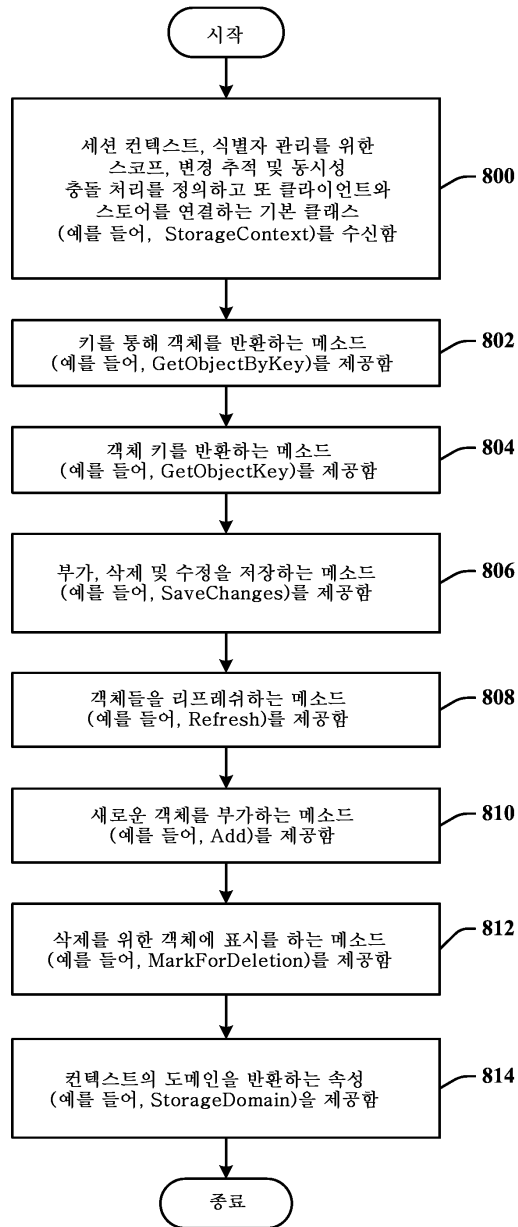 시작
세션 컨텍스트, 식별자 관리를 위한
스코프, 변경 추적 및 동시성
충돌 처리를 정의하고 또 클라이언트와
스토어를 연결하는 기본 클래스
(예를 들어, StorageContext)를 수신함
800
키를 통해 객체를 반환하는 메소드
(예를 들어, GetObjectByKey)를 제공함
802
객체 키를 반환하는 메소드
(예를 들어, GetObjectKey)를 제공함
804
부가, 삭제 및 수정을 저장하는 메소드
(예를 들어, SaveChanges)를 제공함
806
객체들을 리프레쉬하는 메소드
(예를 들어, Refresh)를 제공함
808
새로운 객체를 부가하는 메소드
(예를 들어, Add)를 제공함
810
삭제를 위한 객체에 표시를 하는 메소드
(예를 들어, MarkForDeletion)를 제공함
812
컨텍스트의 도메인을 반환하는 속성
(예를 들어, StorageDomain)을 제공함
814
종료